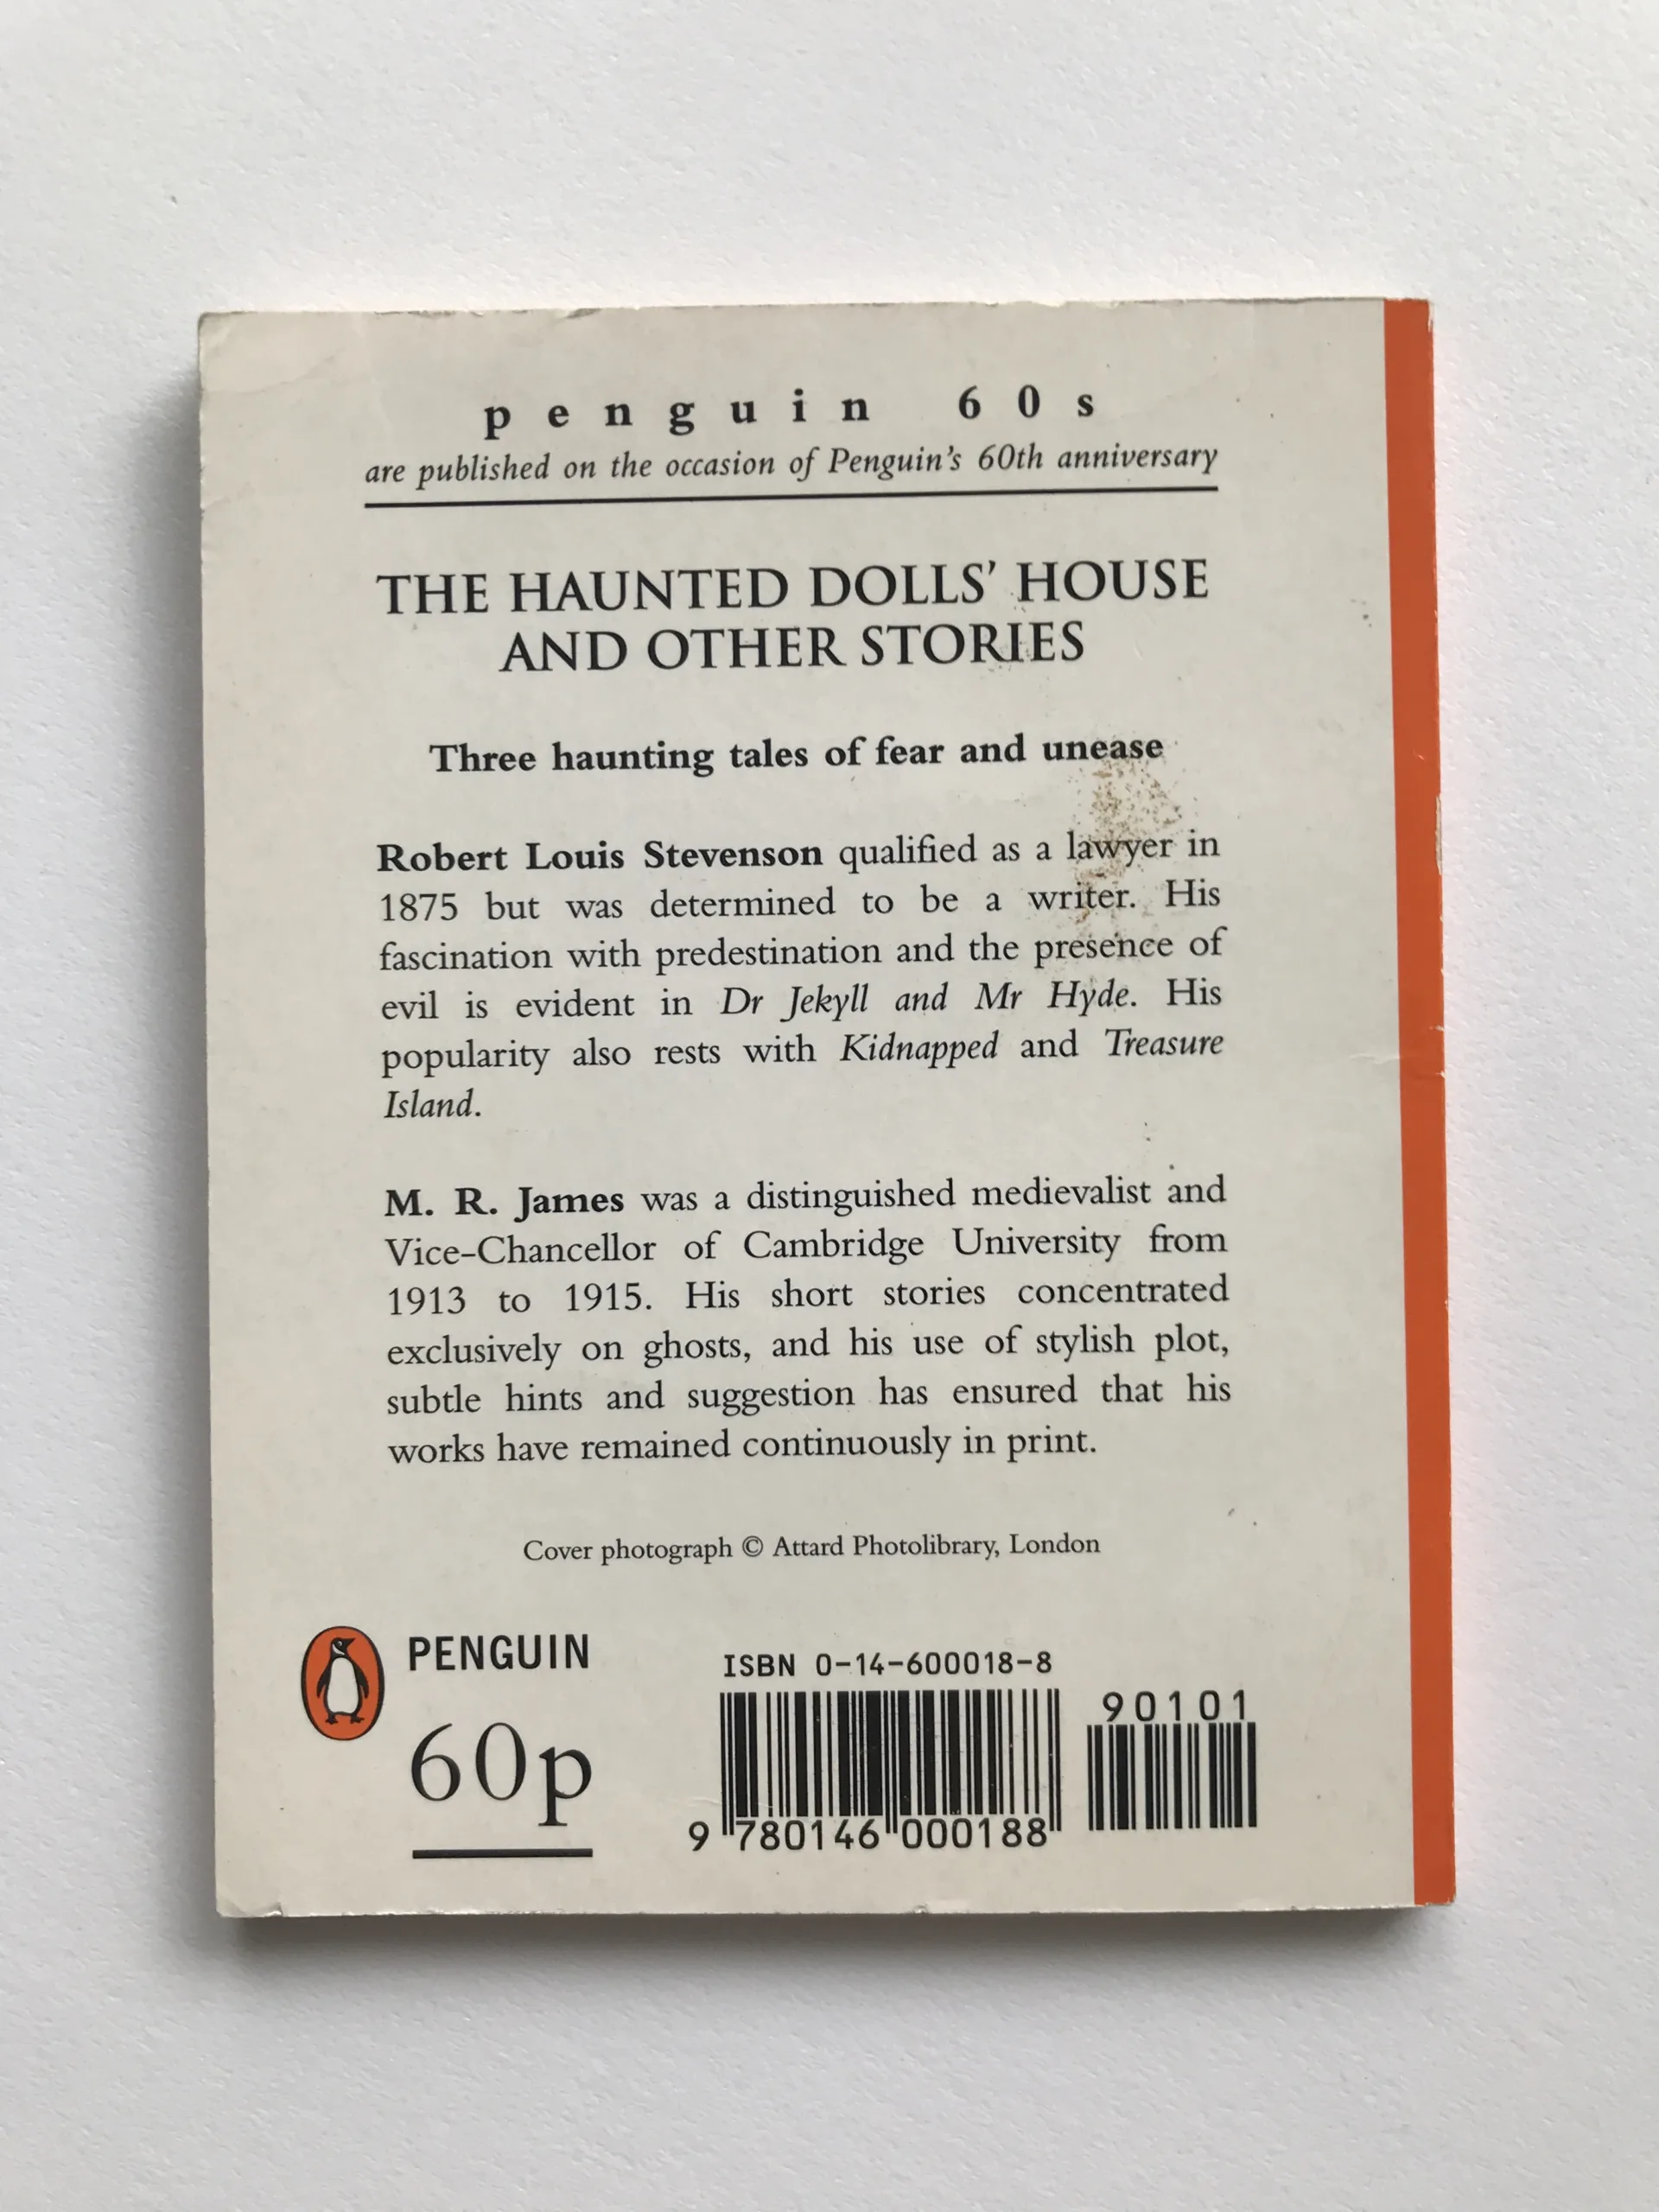 penguin 60s
are published on the occasion of Penguin's 60th anniversary
THE HAUNTED DOLLS' HOUSE
AND OTHER STORIES
Three haunting tales of fear and unease
Robert Louis Stevenson qualified as a lawyer in
1875 but was determined to be a writer. His
fascination with predestination and the presence of
evil is evident in Dr Jekyll and Mr Hyde. His
popularity also rests with Kidnapped and Treasure
Island.
M. R. James was a distinguished medievalist and
Vice-Chancellor of Cambridge University from
1913 to 1915. His short stories concentrated
exclusively on ghosts, and his use of stylish plot,
subtle hints and suggestion has ensured that his
works have remained continuously in print.
Cover photograph © Attard Photolibrary, London
PENGUIN
60p
ISBN 0-14-600018-8
90101
9 780146 000188